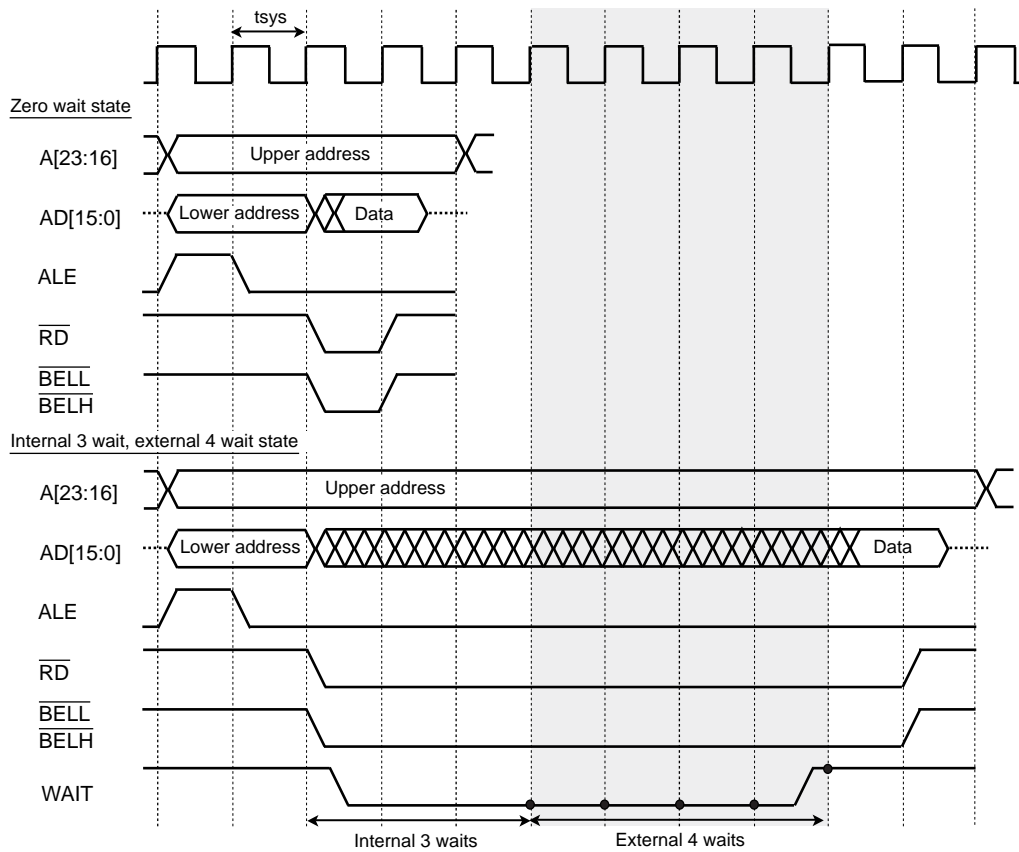 tsys
Zero wait state
A[23:16]
Upper address
AD[15:0]
Lower address
Data
ALE
RD
BELL
BELH
Internal 3 wait, external 4 wait state
A[23:16]
Upper address
AD[15:0]
Lower address
Data
ALE
RD
BELL
BELH
WAIT
Internal 3 waits
External 4 waits